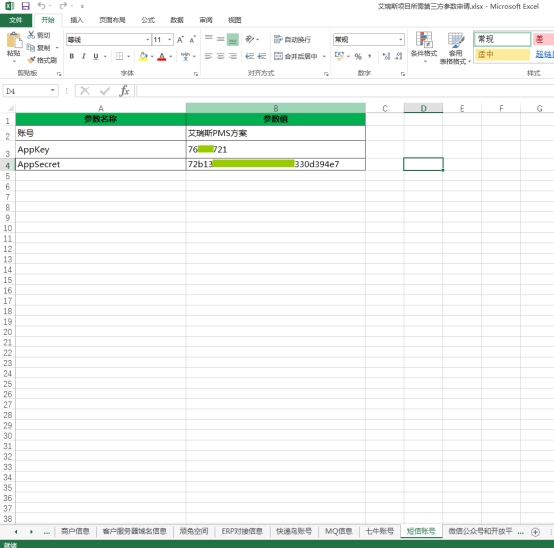 艾瑞斯项目所需第三方参数申请.xlsx - Microsoft Excel
文件 开始 插入 页面布局 公式 数据 审阅 视图
剪切
复制
格式刷
粘贴
等线 11
自动换行
合并后居中
常规
条件格式 套用
表格格式
常规 差
适中 超链
剪贴板 字体 对齐方式 数字 样式
D4
A B C D E F G
1 参数名称 参数值
2 账号 艾瑞斯PMS方案
3 AppKey 76 721
4 AppSecret 72b13 330d394e7
5
6
7
8
9
10
11
12
13
14
15
16
17
18
19
20
21
22
23
24
25
26
27
28
29
30
31
32
33
34
35
36
37
38
... 商户信息 客户服务器域名信息 顽兔空间 ERP对接信息 快递鸟账号 MQ信息 七牛账号 短信账号 微信公众号和开放平 ...
就绪